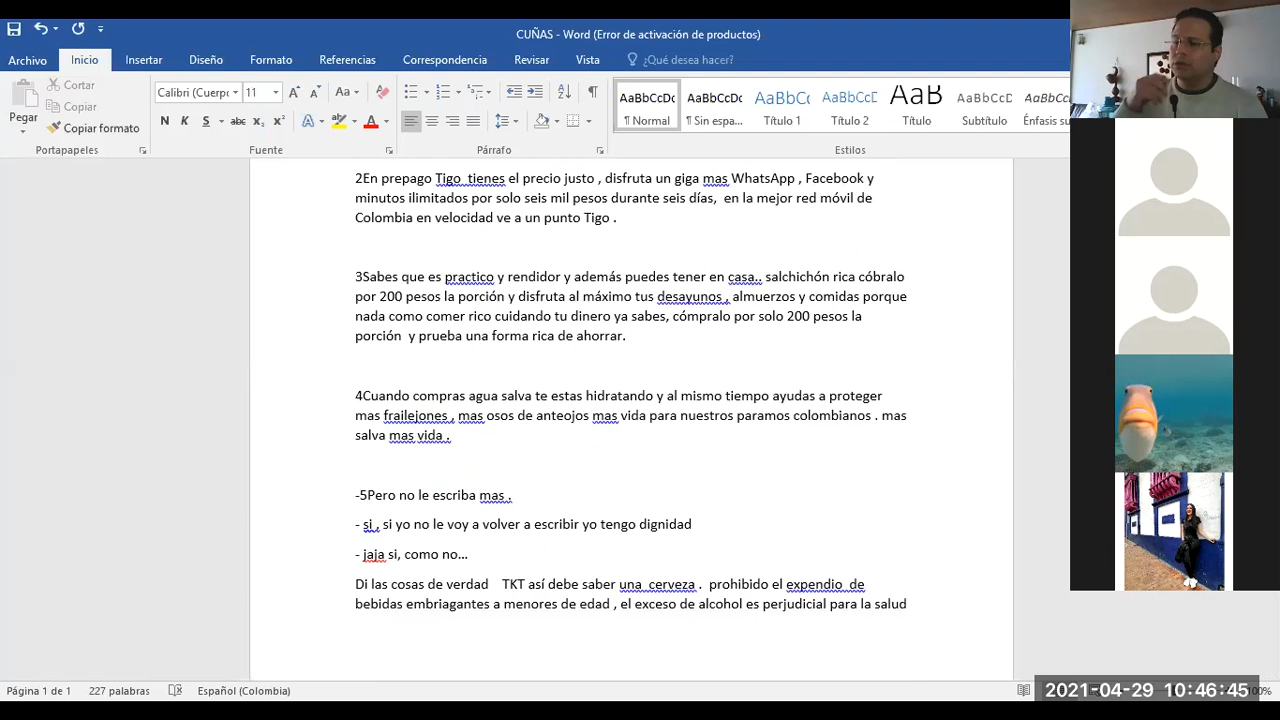 CUÑAS - Word (Error de activación de productos)
Archivo Inicio Insertar Diseño Formato Referencias Correspondencia Revisar Vista ¿Qué desea hacer?
Pegar
Cortar
Copiar
Copiar formato
Portapapeles
Calibri (Cuerpo 11
N K S abc x₂ x² A A
Fuente
Párrafo
AaBbCcDc AaBbCcDc AaBbCc AaBbCcD AaB AaBbCcD AaBbCcD
¶ Normal ¶ Sin espa... Título 1 Título 2 Título Subtítulo Énfasis su
Estilos
2En prepago Tigo  tienes el precio justo , disfruta un giga mas WhatsApp , Facebook y
minutos ilimitados por solo seis mil pesos durante seis días,  en la mejor red móvil de
Colombia en velocidad ve a un punto Tigo .
3Sabes que es practico y rendidor y además puedes tener en casa.. salchichón rica cóbralo
por 200 pesos la porción y disfruta al máximo tus desayunos , almuerzos y comidas porque
nada como comer rico cuidando tu dinero ya sabes, cómpralo por solo 200 pesos la
porción  y prueba una forma rica de ahorrar.
4Cuando compras agua salva te estas hidratando y al mismo tiempo ayudas a proteger
mas frailejones , mas osos de anteojos mas vida para nuestros paramos colombianos . mas
salva mas vida .
-5Pero no le escriba mas .
- si , si yo no le voy a volver a escribir yo tengo dignidad
- jaja si, como no...
Di las cosas de verdad    TKT así debe saber una  cerveza .  prohibido el expendio  de
bebidas embriagantes a menores de edad , el exceso de alcohol es perjudicial para la salud
Página 1 de 1 227 palabras Español (Colombia)
2021-04-29 10:46:45